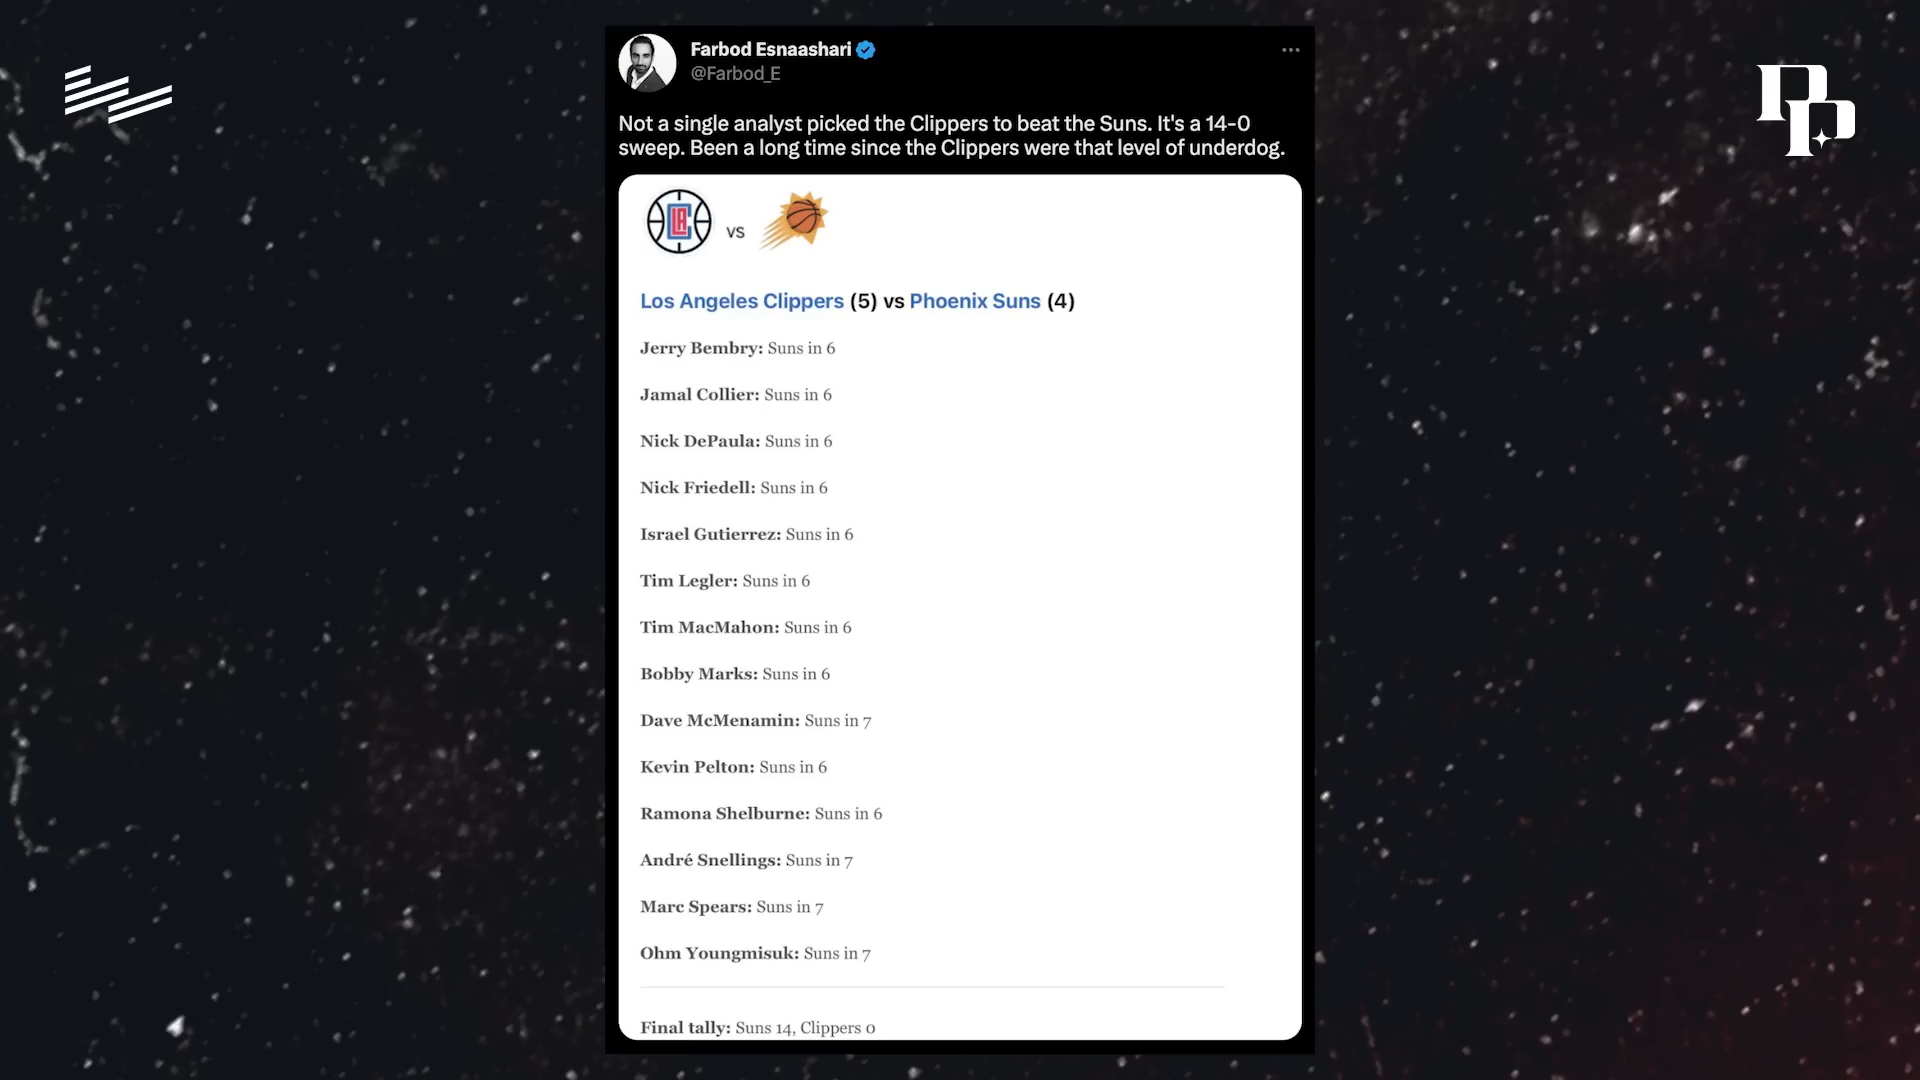 Farbod Esnaashari
@Farbod_E
Not a single analyst picked the Clippers to beat the Suns. It's a 14-0
sweep. Been a long time since the Clippers were that level of underdog.
vs
Los Angeles Clippers (5) vs Phoenix Suns (4)
Jerry Bembry: Suns in 6
Jamal Collier: Suns in 6
Nick DePaula: Suns in 6
Nick Friedell: Suns in 6
Israel Gutierrez: Suns in 6
Tim Legler: Suns in 6
Tim MacMahon: Suns in 6
Bobby Marks: Suns in 6
Dave McMenamin: Suns in 7
Kevin Pelton: Suns in 6
Ramona Shelburne: Suns in 6
André Snellings: Suns in 7
Marc Spears: Suns in 7
Ohm Youngmisuk: Suns in 7
Final tally: Suns 14, Clippers 0